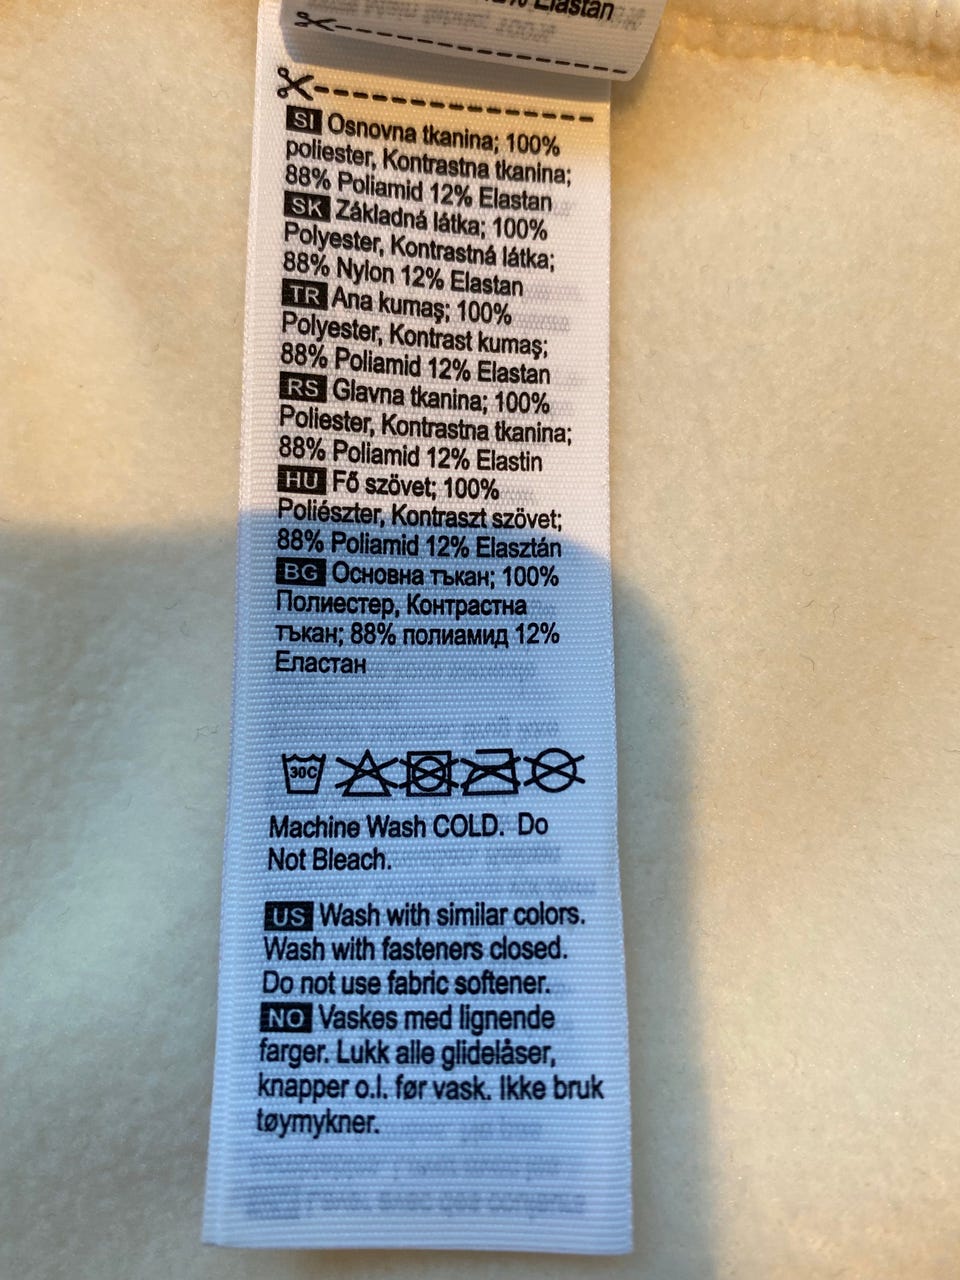 Elastan
SI Osnovna tkanina; 100%
poliester, Kontrastna tkanina;
88% Poliamid 12% Elastan
SK Základná látka; 100%
Polyester, Kontrastná látka;
88% Nylon 12% Elastan
TR Ana kumaş; 100%
Polyester, Kontrast kumaş;
88% Poliamid 12% Elastan
RS Glavna tkanina; 100%
Poliester, Kontrastna tkanina;
88% Poliamid 12% Elastin
HU Fő szövet; 100%
Poliészter, Kontraszt szövet;
88% Poliamid 12% Elasztán
BG Основна тъкан; 100%
Полиестер, Контрастна
тъкан; 88% полиамид 12%
Еластан
30C
Machine Wash COLD. Do
Not Bleach.
US Wash with similar colors.
Wash with fasteners closed.
Do not use fabric softener.
NO Vaskes med lignende
farger. Lukk alle glidelåser,
knapper o.l. før vask. Ikke bruk
tøymykner.